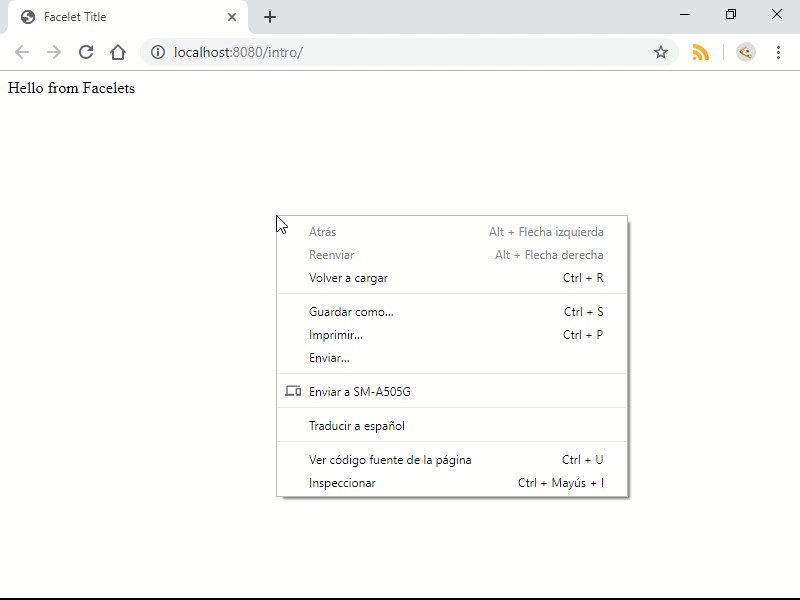 Facelet Title
localhost:8080/intro/
Hello from Facelets
Atrás Alt + Flecha izquierda
Reenviar Alt + Flecha derecha
Volver a cargar Ctrl + R
Guardar como... Ctrl + S
Imprimir... Ctrl + P
Enviar...
Enviar a SM-A505G
Traducir a español
Ver código fuente de la página Ctrl + U
Inspeccionar Ctrl + Mayús + I